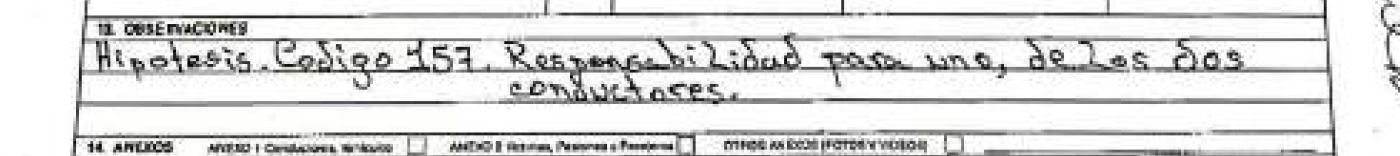 13. OBSERVACIONES
Hipotesis. Codigo 157. Responsabilidad para uno, de los dos
conductores.
14. ANEXOS ANEXO 1 Conductores, Vehículo ANEXO 2 Víctimas, Peatones o Pasajeros OTROS ANEXOS (FOTOS Y VIDEOS)